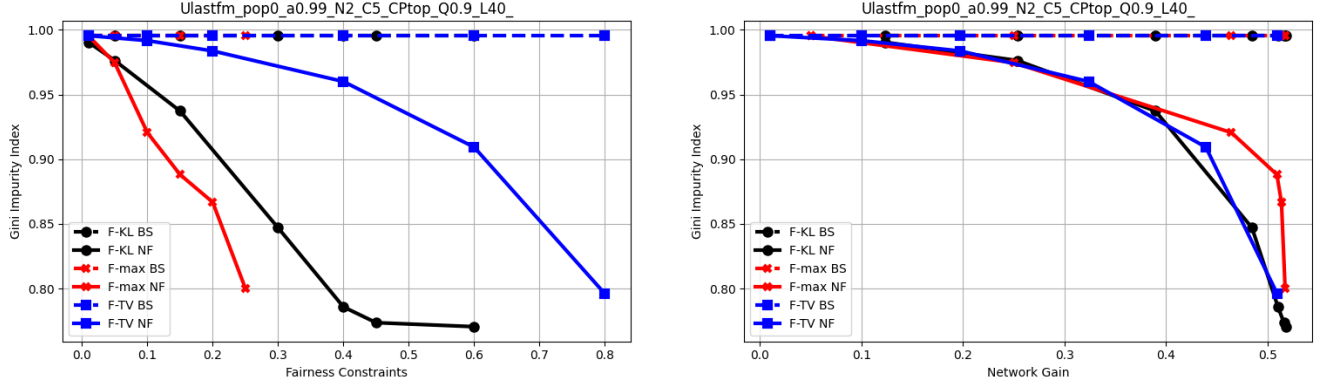 Ulastfm_pop0_a0.99_N2_C5_CPtop_Q0.9_L40_
Gini Impurity Index
1.00
0.95
0.90
0.85
0.80
F-KL BS
F-KL NF
F-max BS
F-max NF
F-TV BS
F-TV NF
0.0 0.1 0.2 0.3 0.4 0.5 0.6 0.7 0.8
Fairness Constraints
Ulastfm_pop0_a0.99_N2_C5_CPtop_Q0.9_L40_
Gini Impurity Index
1.00
0.95
0.90
0.85
0.80
F-KL BS
F-KL NF
F-max BS
F-max NF
F-TV BS
F-TV NF
0.0 0.1 0.2 0.3 0.4 0.5
Network Gain